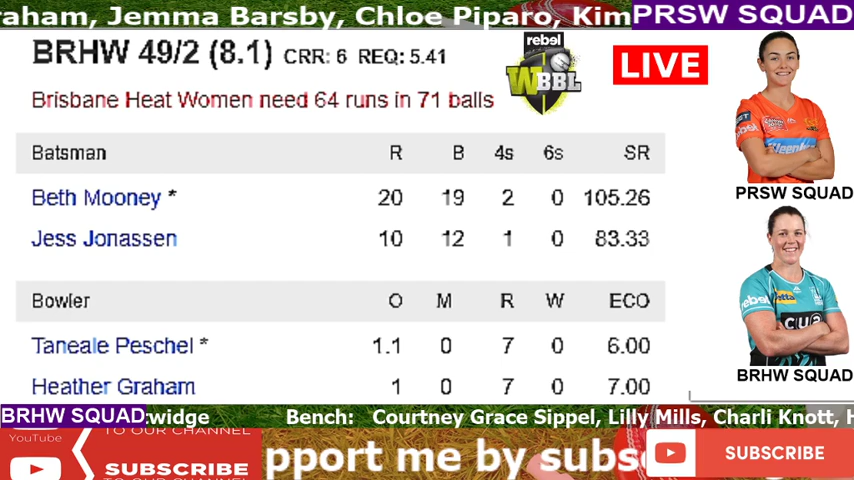 raham, Jemma Barsby, Chloe Piparo, Kim
PRSW SQUAD
BRHW 49/2 (8.1) CRR: 6 REQ: 5.41
rebel
WBBL
LIVE
Brisbane Heat Women need 64 runs in 71 balls
Batsman R B 4s 6s SR
Beth Mooney * 20 19 2 0 105.26
Jess Jonassen 10 12 1 0 83.33
PRSW SQUAD
Bowler O M R W ECO
Taneale Peschel * 1.1 0 7 0 6.00
Heather Graham 1 0 7 0 7.00
rebel
BRHW SQUAD
BRHW SQUAD
twidge Bench: Courtney Grace Sippel, Lilly Mills, Charli Knott, H
YouTube
TO OUR CHANNEL
SUBSCRIBE
TO OUR CHANNEL
pport me by subs
SUBSCRIBE